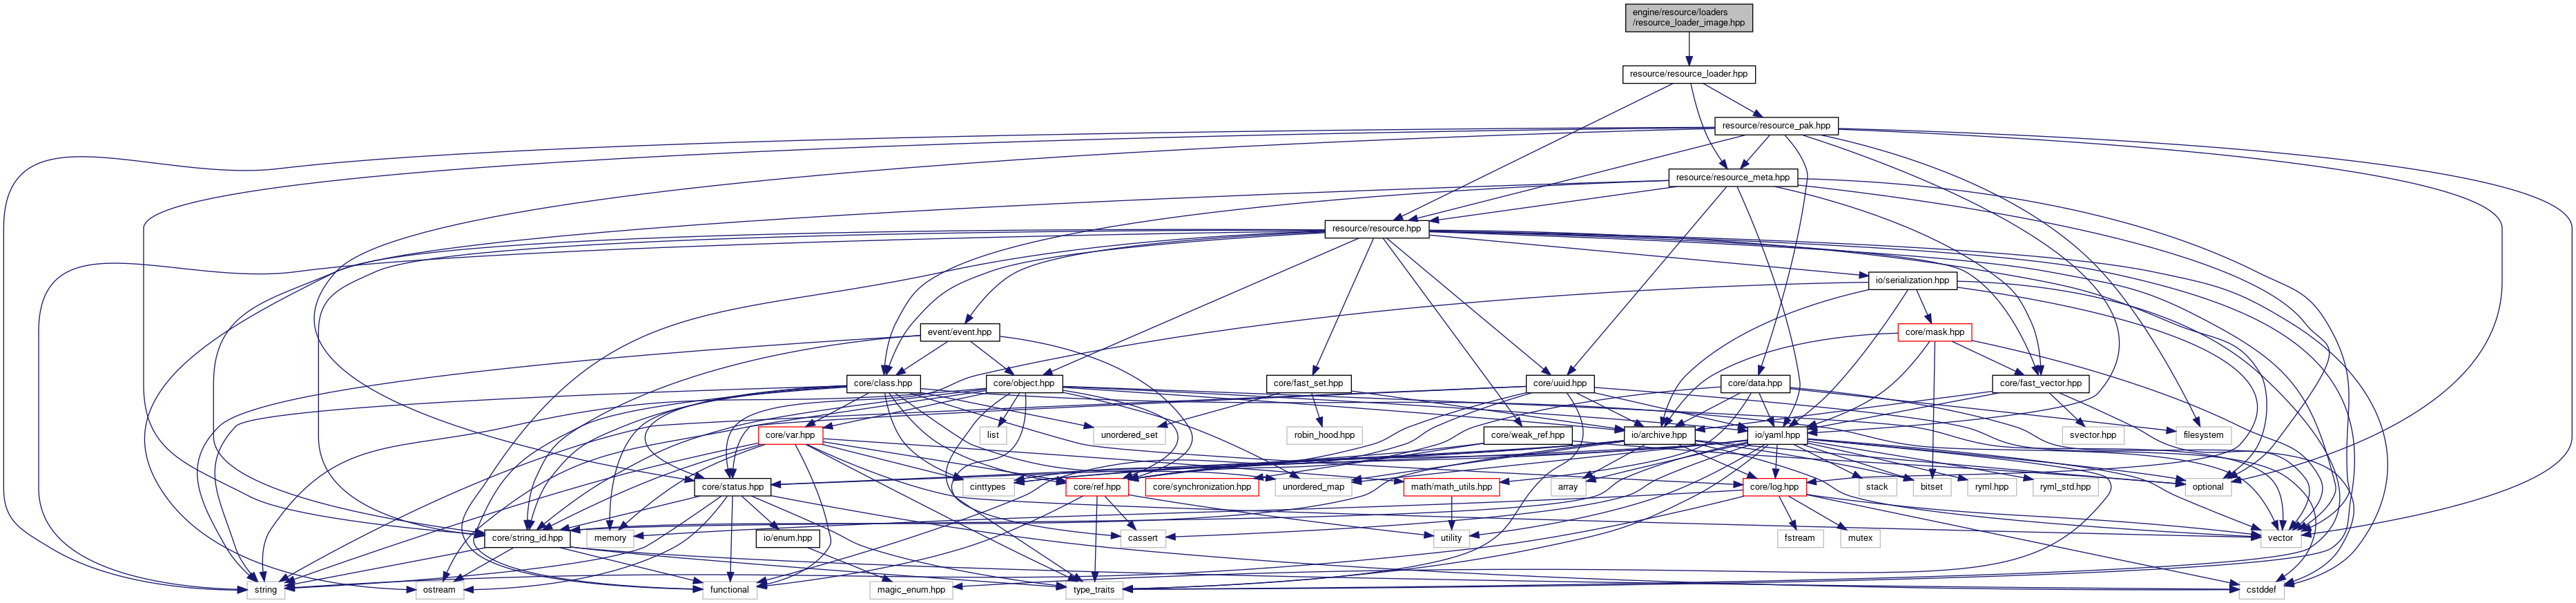 engine/resource/loaders
/resource_loader_image.hpp
resource/resource_loader.hpp
resource/resource_pak.hpp
resource/resource_meta.hpp
resource/resource.hpp
io/serialization.hpp
event/event.hpp
core/mask.hpp
core/class.hpp
core/object.hpp
core/fast_set.hpp
core/uuid.hpp
core/data.hpp
core/fast_vector.hpp
core/var.hpp
list
unordered_set
robin_hood.hpp
core/weak_ref.hpp
io/archive.hpp
io/yaml.hpp
svector.hpp
filesystem
core/status.hpp
cinttypes
core/ref.hpp
core/synchronization.hpp
unordered_map
math/math_utils.hpp
array
core/log.hpp
stack
bitset
ryml.hpp
ryml_std.hpp
optional
core/string_id.hpp
memory
io/enum.hpp
cassert
utility
fstream
mutex
vector
string
ostream
functional
magic_enum.hpp
type_traits
cstddef